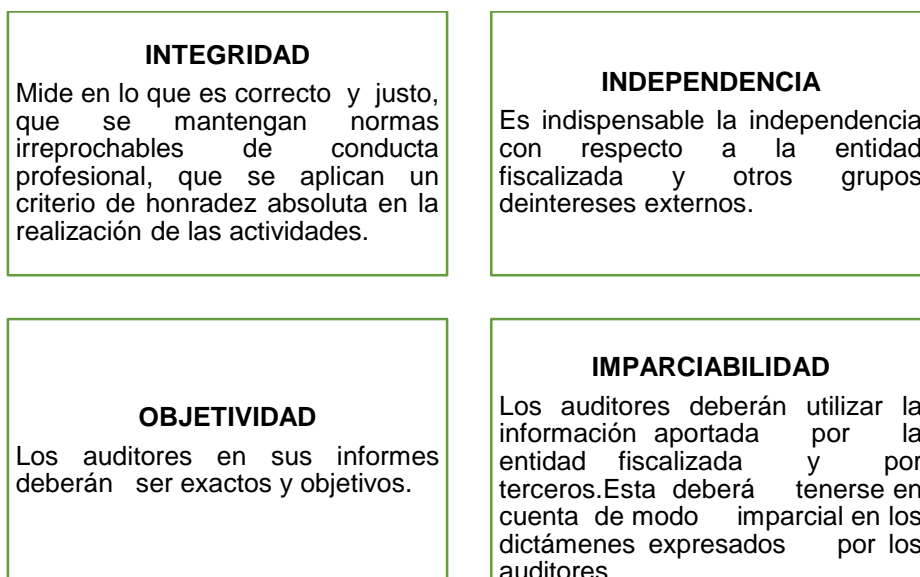 INTEGRIDAD
Mide en lo que es correcto y justo,
que se mantengan normas
irreprochables de conducta
profesional, que se aplican un
criterio de honradez absoluta en la
realización de las actividades.
INDEPENDENCIA
Es indispensable la independencia
con respecto a la entidad
fiscalizada y otros grupos
deintereses externos.
OBJETIVIDAD
Los auditores en sus informes
deberán ser exactos y objetivos.
IMPARCIABILIDAD
Los auditores deberán utilizar la
información aportada por la
entidad fiscalizada y por
terceros.Esta deberá tenerse en
cuenta de modo imparcial en los
dictámenes expresados por los
auditores